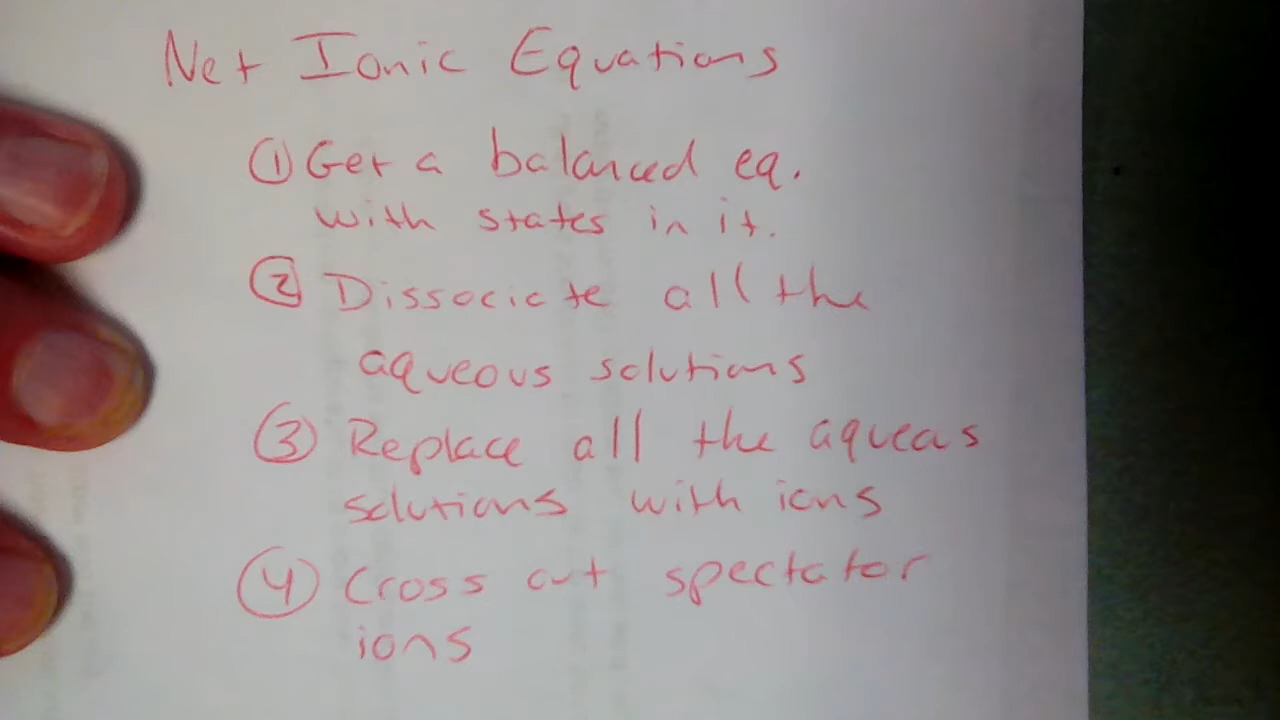 Net Ionic Equations
① Get a balanced eq.
with states in it.
② Dissociate all the
aqueous solutions
③ Replace all the aqueas
solutions with ions
④ Cross out spectator
ions